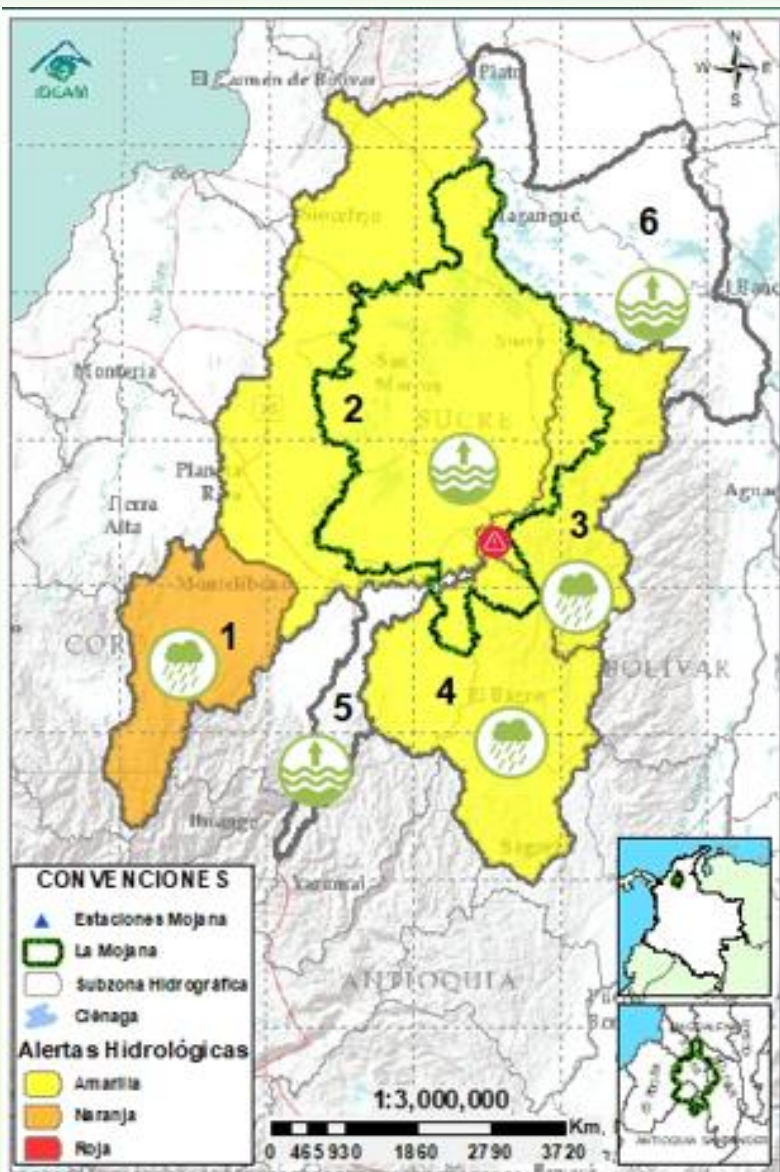 N
W
E
S
IDEAM
El Carmen de Bolívar
Plato
Sincelejo
Magangué
6
Montería
San
Marcos
Sucre
2
SUCRE
Planeta
Rica
Tierra
Alta
3
Montelíbano
1
BOLÍVAR
4
El Bagre
5
Ituango
Yarumal
ANTIOQUIA
CONVENCIONES
Estaciones Mojana
La Mojana
Subzona Hidrográfica
Ciénaga
Alertas Hidrológicas
Amarilla
Naranja
Roja
1:3,000,000
Km.
0 465 930 1860 2790 3720
ANTIOQUIA